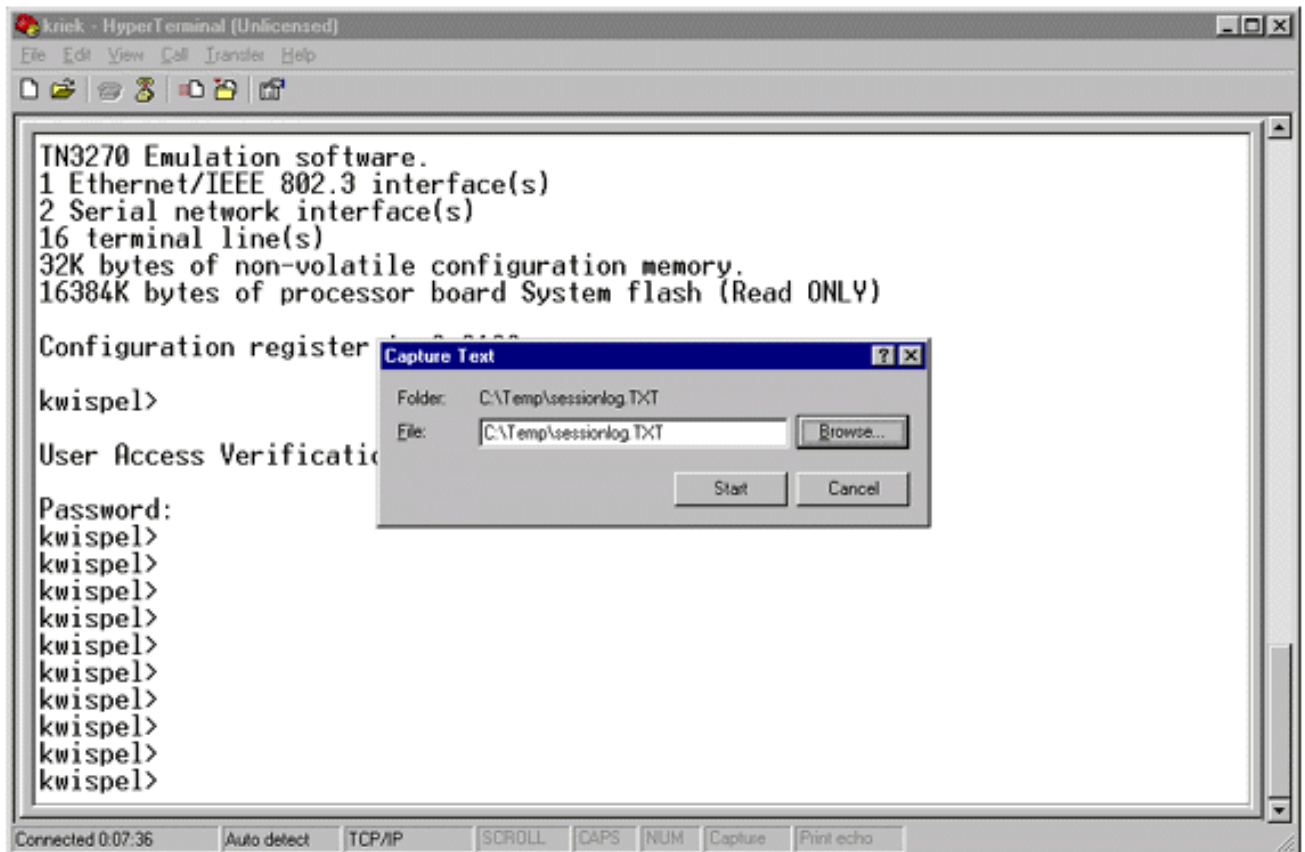 kriek - HyperTerminal (Unlicensed)
File Edit View Call Transfer Help
TN3270 Emulation software.
1 Ethernet/IEEE 802.3 interface(s)
2 Serial network interface(s)
16 terminal line(s)
32K bytes of non-volatile configuration memory.
16384K bytes of processor board System flash (Read ONLY)
Configuration register
kwispel>
User Access
Password:
kwispel>
kwispel>
kwispel>
kwispel>
kwispel>
kwispel>
kwispel>
kwispel>
kwispel>
kwispel>
Capture Text
Folder: C:\Temp\sessionlog.TXT
File: C:\Temp\sessionlog.TXT Browse...
Start Cancel
Connected 0:07:36 Auto detect TCP/IP SCROLL CAPS NUM Capture Print echo